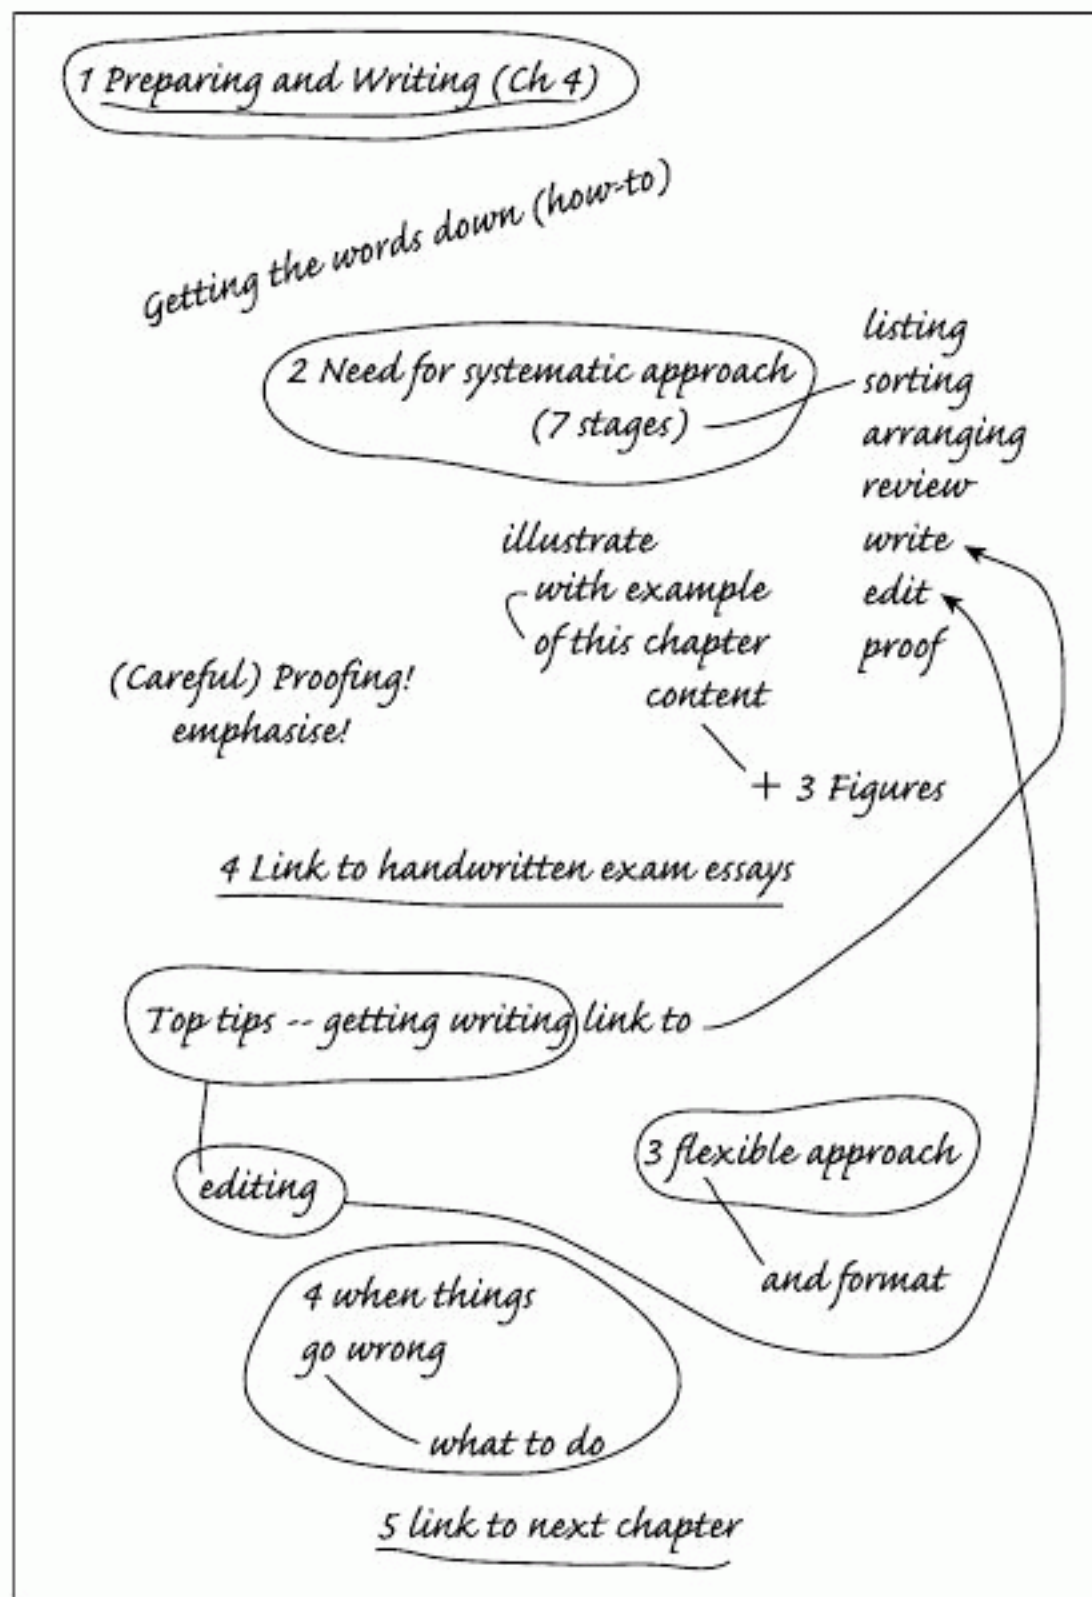 1 Preparing and Writing (Ch 4)
Getting the words down (how-to)
2 Need for systematic approach
(7 stages)
listing
sorting
arranging
review
write
edit
proof
illustrate
with example
of this chapter
content
+ 3 Figures
(Careful) Proofing!
emphasise!
4 Link to handwritten exam essays
Top tips -- getting writing link to
editing
3 flexible approach
and format
4 when things
go wrong
what to do
5 link to next chapter